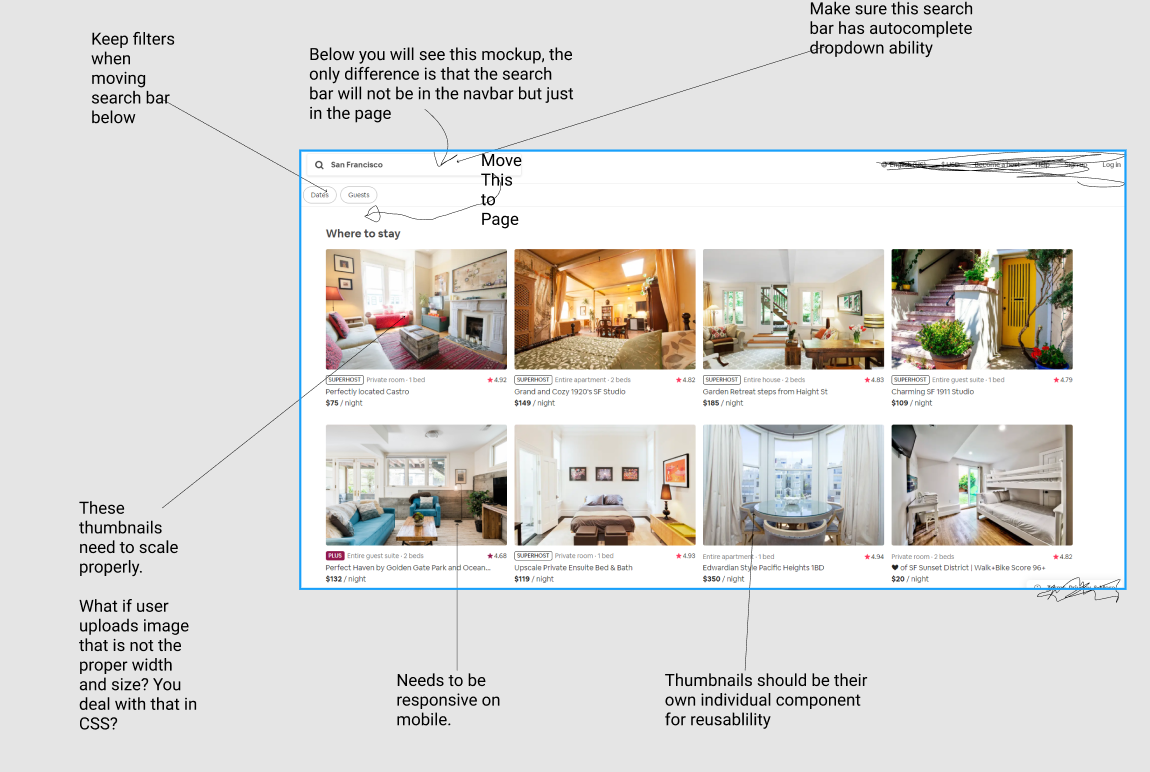 Make sure this search
bar has autocomplete
dropdown ability
Keep filters
when
moving
search bar
below
Below you will see this mockup, the
only difference is that the search
bar will not be in the navbar but just
in the page
San Francisco
Move
This
to
Page
Become a host
Help
Sign up
Log in
Dates
Guests
Where to stay
SUPERHOST Private room · 1 bed ★4.92
Perfectly located Castro
$75 / night
SUPERHOST Entire apartment · 2 beds ★4.82
Grand and Cozy 1920's SF Studio
$149 / night
SUPERHOST Entire house · 2 beds ★4.83
Garden Retreat steps from Haight St
$185 / night
SUPERHOST Entire guest suite · 1 bed ★4.79
Charming SF 1911 Studio
$109 / night
PLUS Entire guest suite · 2 beds ★4.68
Perfect Haven by Golden Gate Park and Ocean...
$132 / night
SUPERHOST Private room · 1 bed ★4.93
Upscale Private Ensuite Bed & Bath
$119 / night
Entire apartment · 1 bed ★4.94
Edwardian Style Pacific Heights 1BD
$350 / night
Private room · 2 beds ★4.82
♥ of SF Sunset District | Walk+Bike Score 96+
$20 / night
These
thumbnails
need to scale
properly.
What if user
uploads image
that is not the
proper width
and size? You
deal with that in
CSS?
Needs to be
responsive on
mobile.
Thumbnails should be their
own individual component
for reusablility